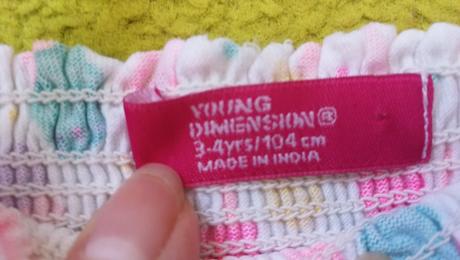 YOUNG
DIMENSION®
3-4yrs/104 cm
MADE IN INDIA